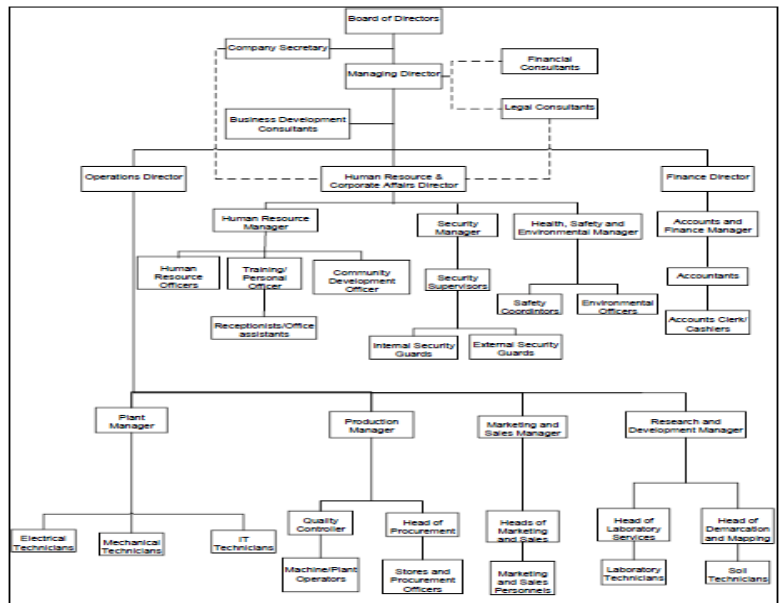 Board of Directors
Company Secretary
Financial
Consultants
Managing Director
Legal Consultants
Business Development
Consultants
Operations Director
Human Resource &
Corporate Affairs Director
Finance Director
Human Resource
Manager
Security
Manager
Health, Safety and
Environmental Manager
Accounts and
Finance Manager
Human
Resource
Officers
Training/
Personal
Officer
Community
Development
Officer
Security
Supervisors
Accountants
Safety
Coordintors
Environmental
Officers
Receptionists/Office
assistants
Accounts Clerk/
Cashiers
Internal Security
Guards
External Security
Guards
Plant
Manager
Production
Manager
Marketing and
Sales Manager
Research and
Development Manager
Electrical
Technicians
Mechanical
Technicians
IT
Technicians
Quality
Controller
Head of
Procurement
Heads of
Marketing
and Sales
Head of
Laboratory
Services
Head of
Demarcation
and Mapping
Machine/Plant
Operators
Stores and
Procurement
Officers
Marketing
and Sales
Personnels
Laboratory
Technicians
Soil
Technicians